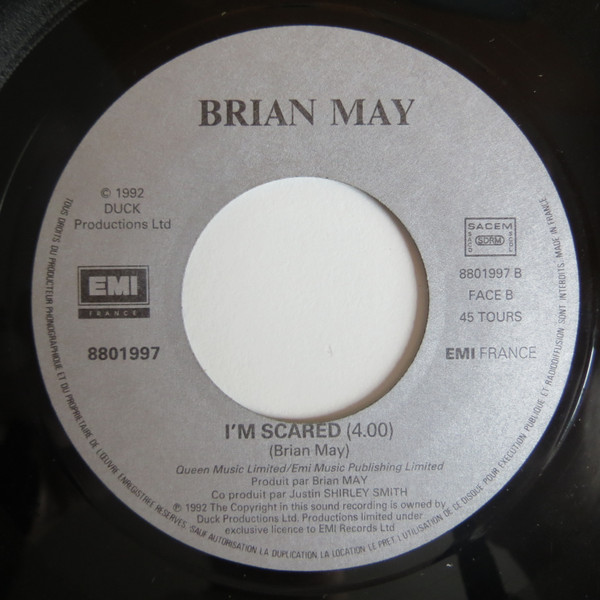 BRIAN MAY
© 1992
DUCK
Productions Ltd
EMI
FRANCE
8801997
SACEM
SDRM
8801997 B
FACE B
45 TOURS
EMI FRANCE
I'M SCARED (4.00)
(Brian May)
Queen Music Limited/Emi Music Publishing Limited
Produit par Brian MAY
Co produit par Justin SHIRLEY SMITH
℗ 1992 The Copyright in this sound recording is owned by
Duck Productions Ltd. Productions limited under
exclusive licence to EMI Records Ltd
TOUS DROITS DU PRODUCTEUR PHONOGRAPHIQUE ET DU PROPRIETAIRE DE L'ŒUVRE ENREGISTREE RESERVES. SAUF AUTORISATION LA DUPLICATION, LA LOCATION, LE PRET, L'UTILISATION DE CE DISQUE POUR EXECUTION PUBLIQUE ET RADIODIFFUSION SONT INTERDITS. MADE IN FRANCE.